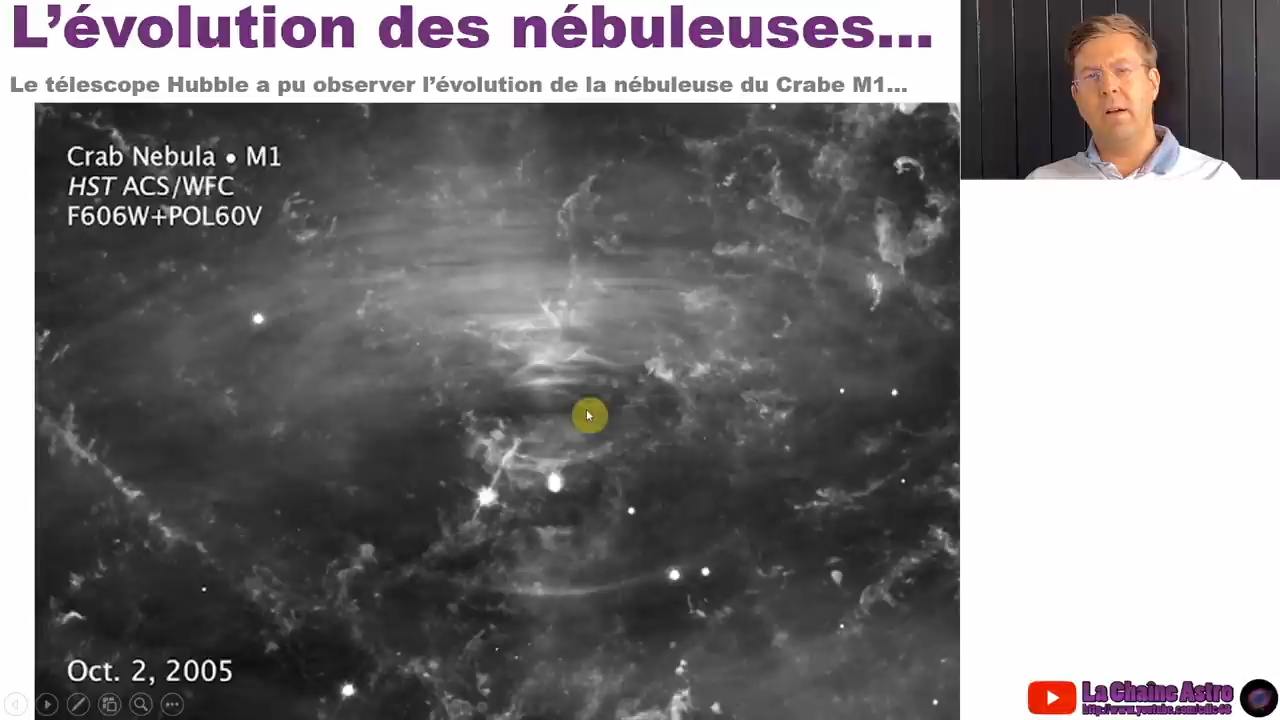 L’évolution des nébuleuses...
Le télescope Hubble a pu observer l’évolution de la nébuleuse du Crabe M1...
Crab Nebula • M1
HST ACS/WFC
F606W+POL60V
Oct. 2, 2005
La Chaine Astro